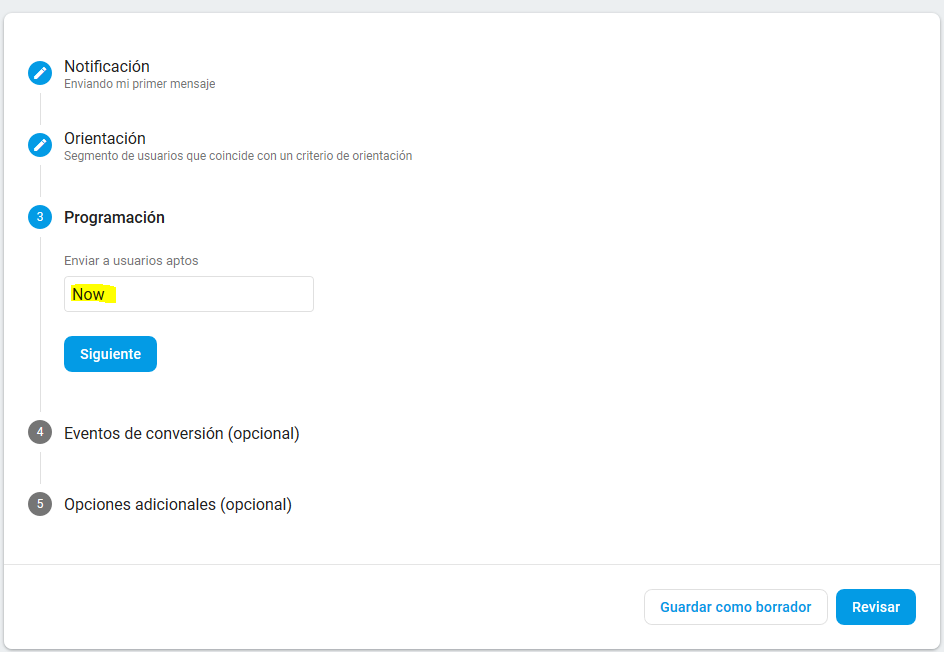 Notificación
Enviando mi primer mensaje
Orientación
Segmento de usuarios que coincide con un criterio de orientación
3 Programación
Enviar a usuarios aptos
Now
Siguiente
4 Eventos de conversión (opcional)
5 Opciones adicionales (opcional)
Guardar como borrador Revisar